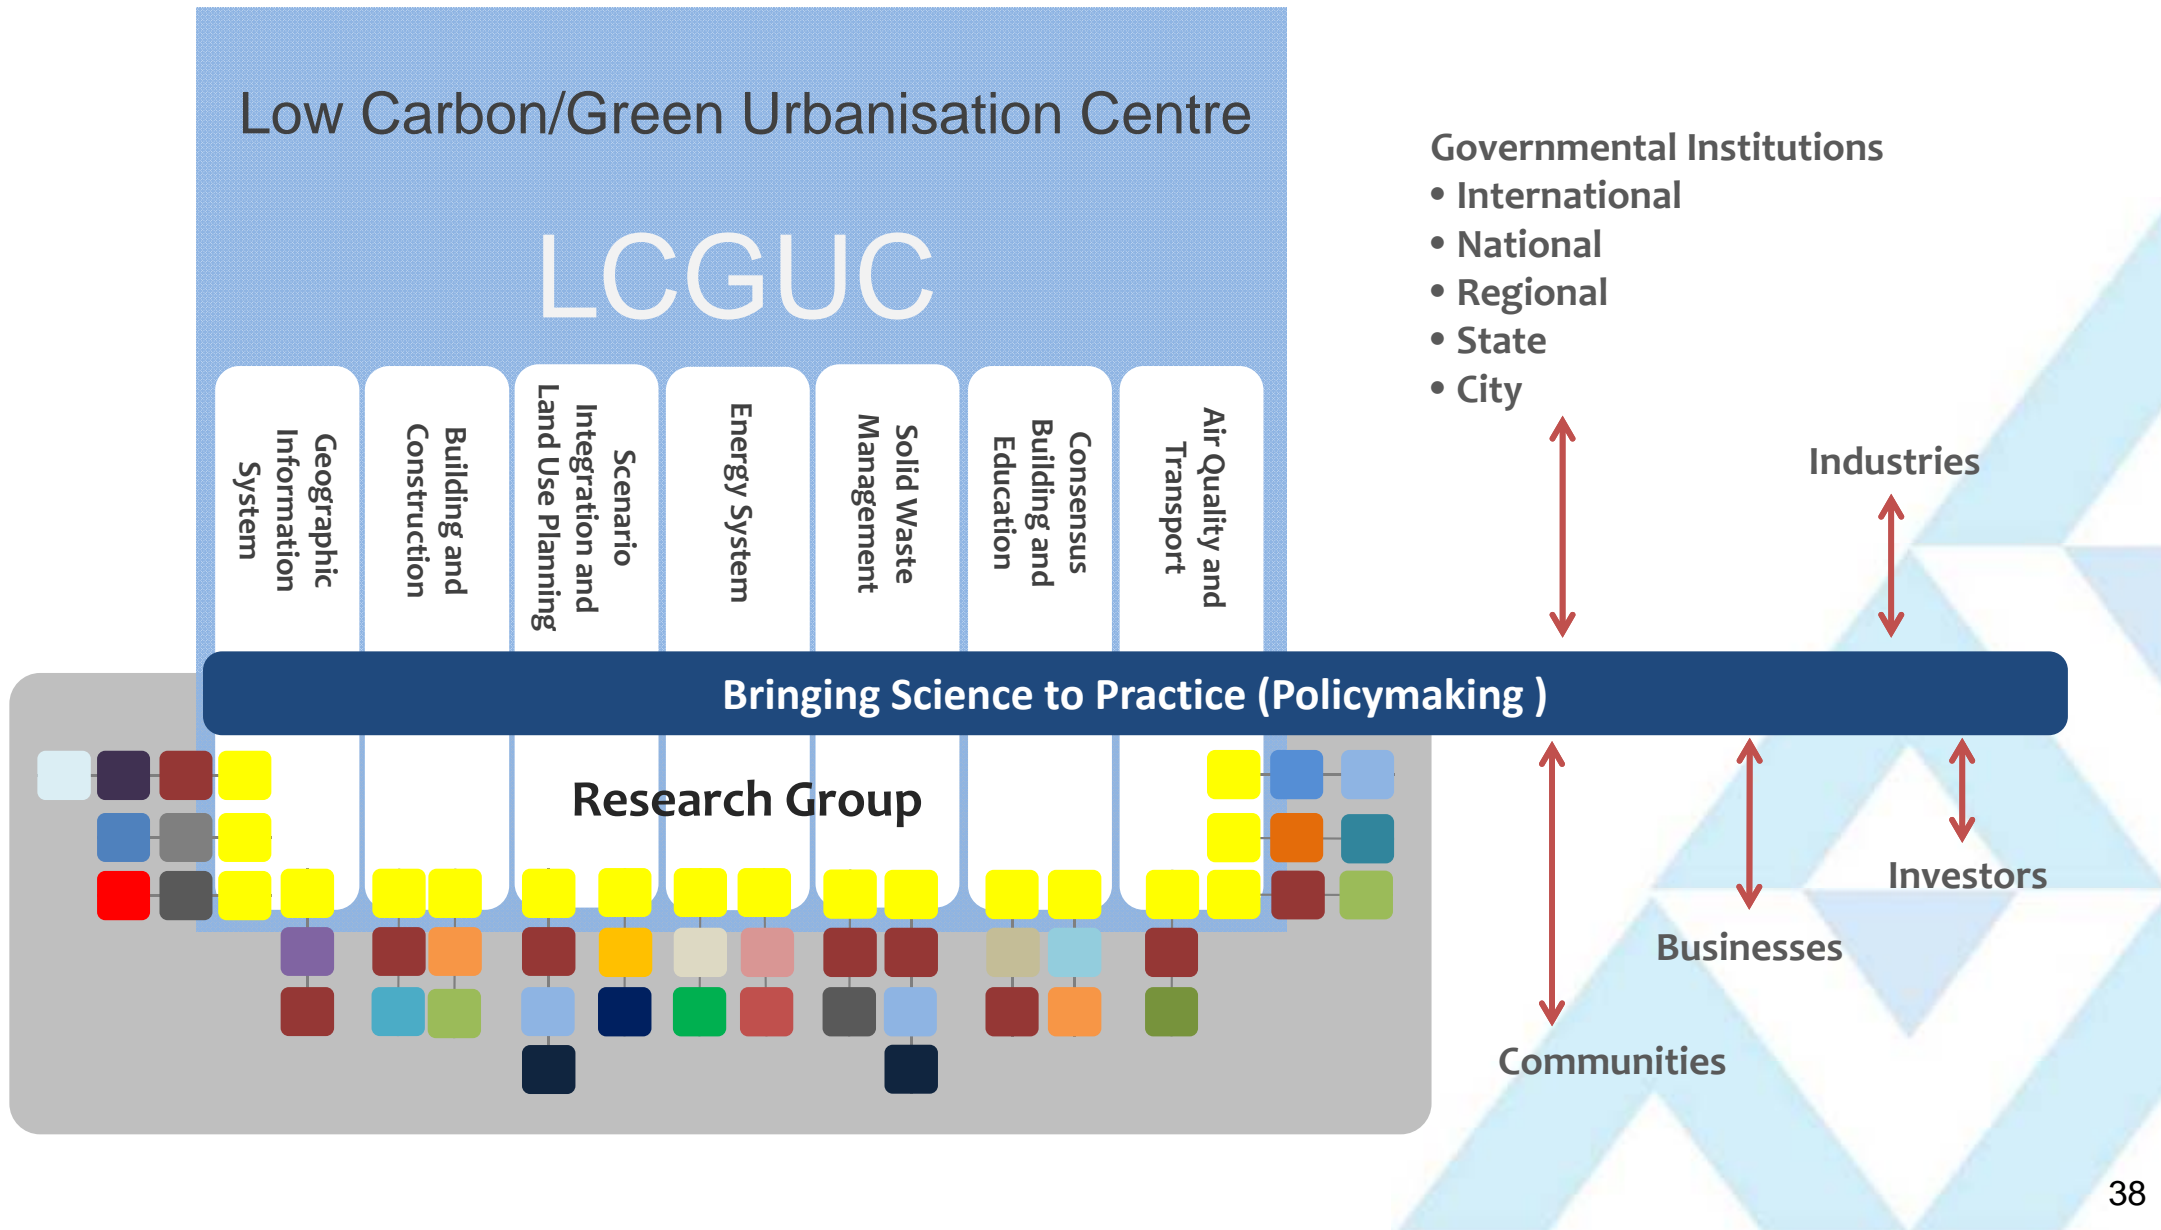 Low Carbon/Green Urbanisation Centre
LCGUC
Geographic
Information
System
Building and
Construction
Scenario
Integration and
Land Use Planning
Energy System
Solid Waste
Management
Consensus
Building and
Education
Air Quality and
Transport
Governmental Institutions
• International
• National
• Regional
• State
• City
Industries
Bringing Science to Practice (Policymaking )
Research Group
Investors
Businesses
Communities
38